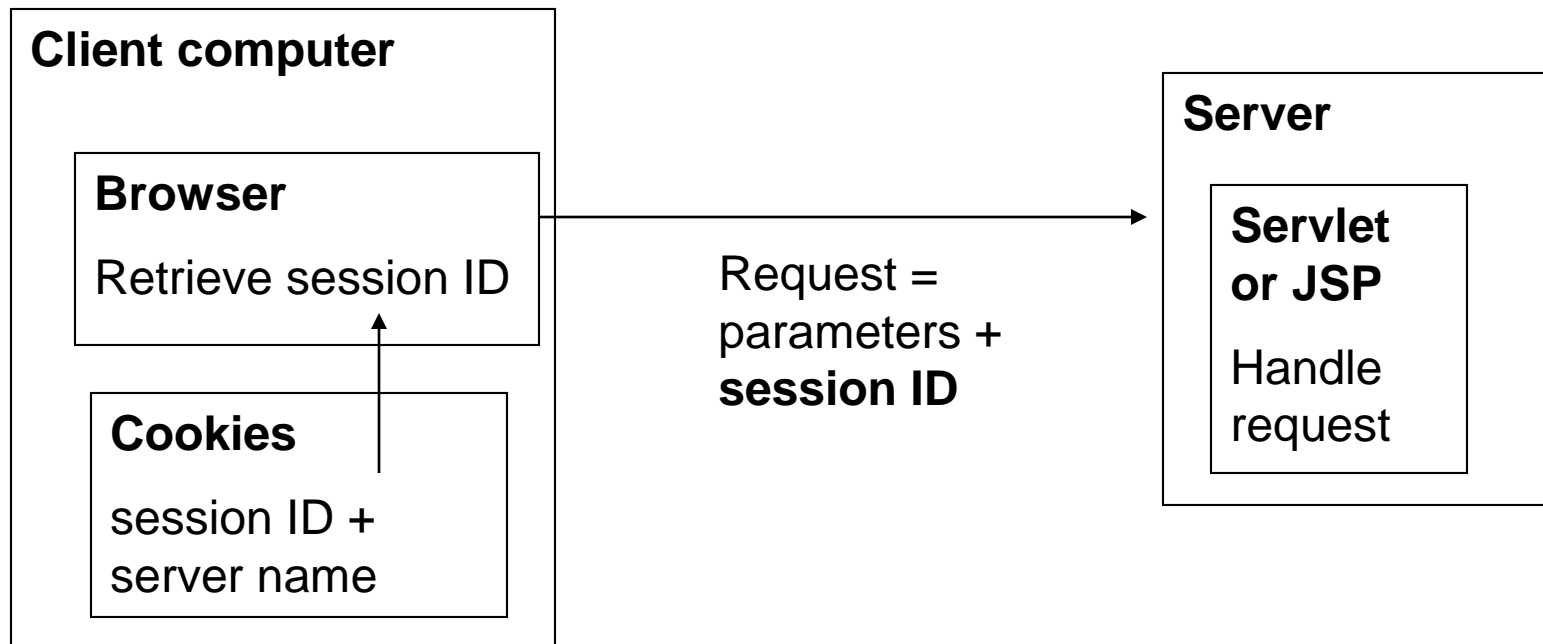 Client computer
Browser
Retrieve session ID
Cookies
session ID +
server name
Request =
parameters +
session ID
Server
Servlet
or JSP
Handle
request